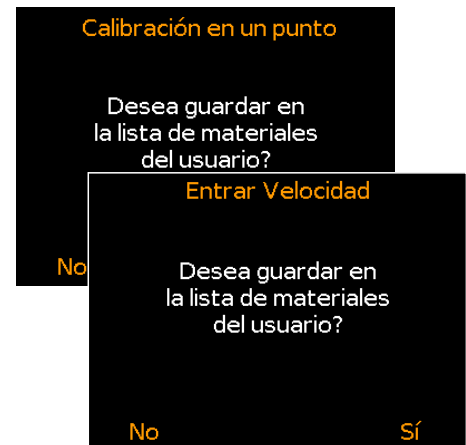 Calibración en un punto
Desea guardar en
la lista de materiales
del usuario?
No
Entrar Velocidad
Desea guardar en
la lista de materiales
del usuario?
No Sí